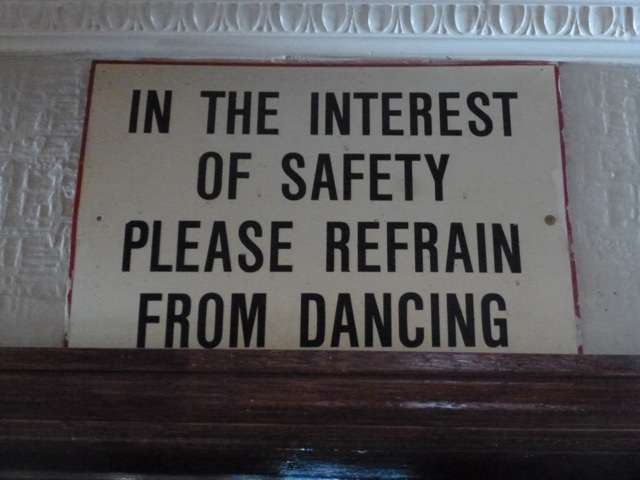 IN THE INTEREST
OF SAFETY
PLEASE REFRAIN
FROM DANCING